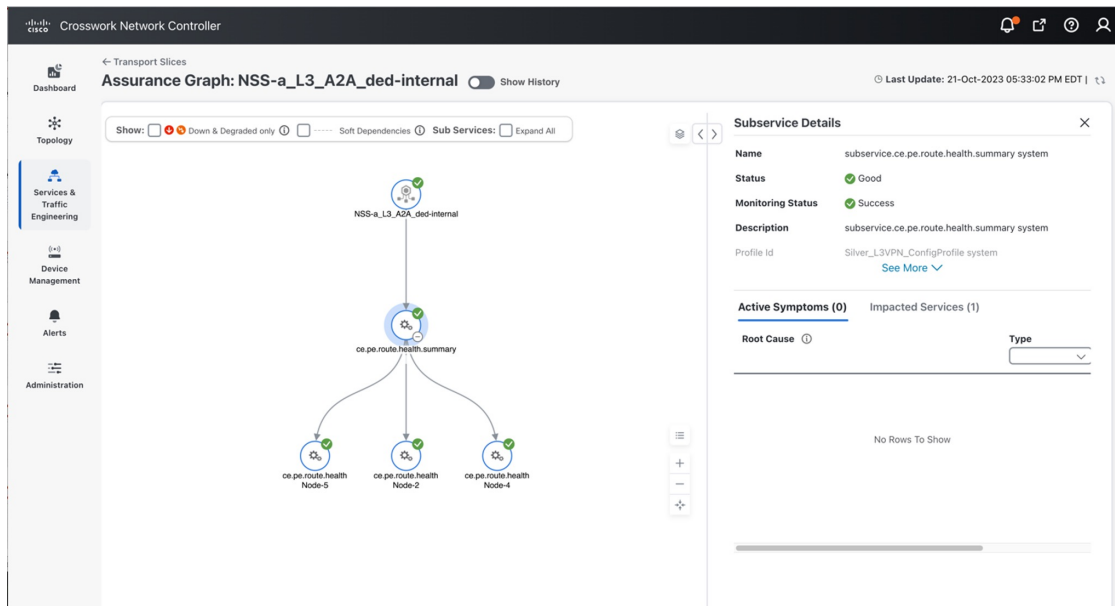 cisco Crosswork Network Controller
Dashboard
Topology
Services &
Traffic
Engineering
Device
Management
Alerts
Administration
← Transport Slices
Assurance Graph: NSS-a_L3_A2A_ded-internal Show History
Last Update: 21-Oct-2023 05:33:02 PM EDT |
Show: Down & Degraded only Soft Dependencies Sub Services: Expand All
NSS-a_L3_A2A_ded-internal
ce.pe.route.health.summary
ce.pe.route.health
Node-5
ce.pe.route.health
Node-2
ce.pe.route.health
Node-4
Subservice Details
Name subservice.ce.pe.route.health.summary system
Status Good
Monitoring Status Success
Description subservice.ce.pe.route.health.summary system
Profile Id Silver_L3VPN_ConfigProfile system
See More
Active Symptoms (0) Impacted Services (1)
Root Cause Type
No Rows To Show